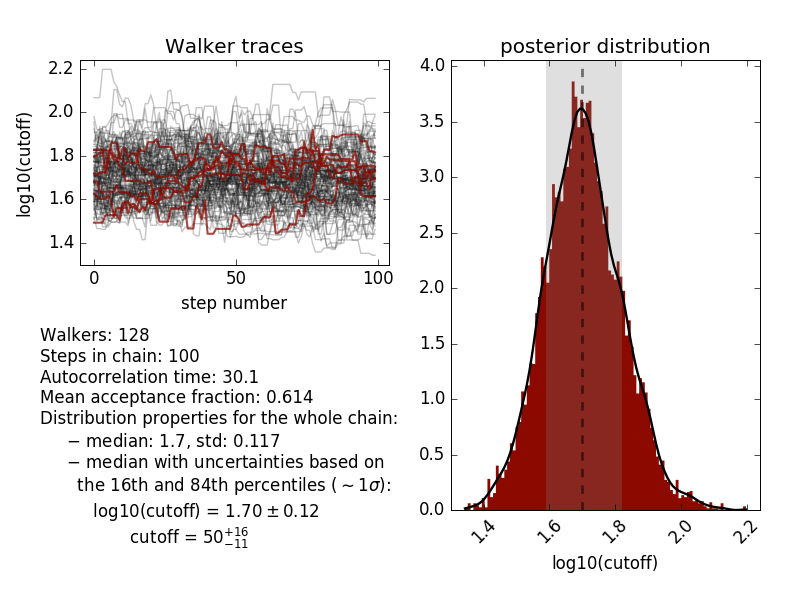 Walker traces
2.2
2.0
1.8
1.6
1.4
log10(cutoff)
0
50
100
step number
Walkers: 128
Steps in chain: 100
Autocorrelation time: 30.1
Mean acceptance fraction: 0.614
Distribution properties for the whole chain:
− median: 1.7, std: 0.117
− median with uncertainties based on
the 16th and 84th percentiles (∼1σ):
log10(cutoff) = 1.70 ± 0.12
cutoff = 50 +16 −11
posterior distribution
4.0
3.5
3.0
2.5
2.0
1.5
1.0
0.5
0.0
1.4
1.6
1.8
2.0
2.2
log10(cutoff)